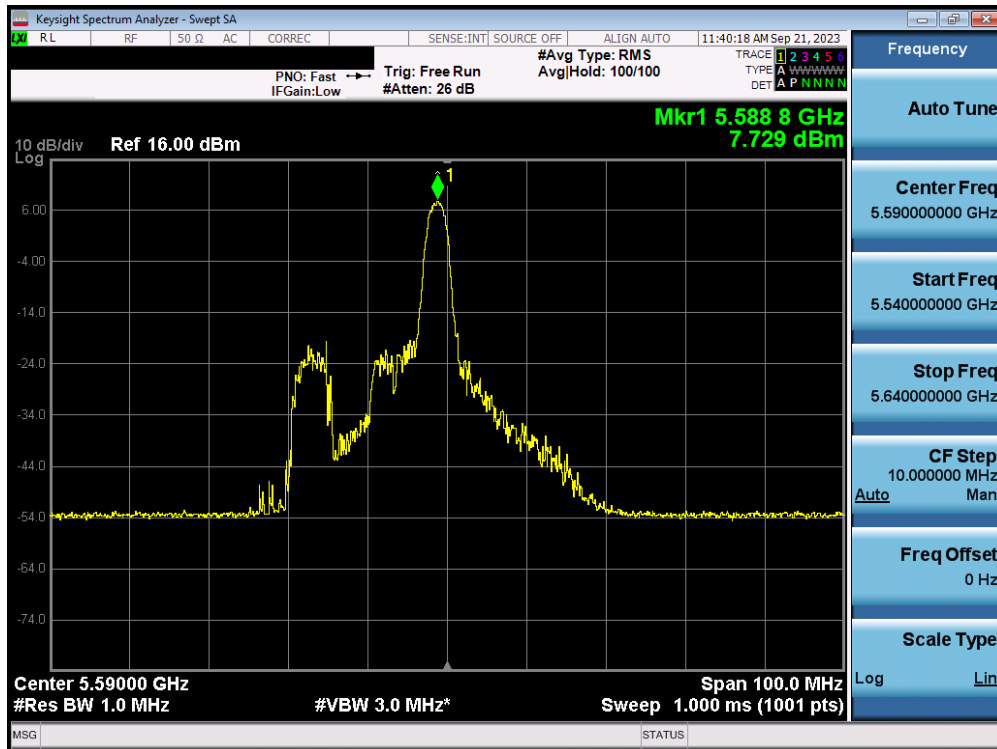 Keysight Spectrum Analyzer - Swept SA
LXI RL RF 50 Ω AC CORREC SENSE:INT SOURCE OFF ALIGN AUTO 11:40:18 AM Sep 21, 2023
PNO: Fast
IFGain:Low
Trig: Free Run
#Atten: 26 dB
#Avg Type: RMS
Avg|Hold: 100/100
TRACE 1 2 3 4 5 6
TYPE A WWWWW
DET A P N N N N
Mkr1 5.588 8 GHz
7.729 dBm
10 dB/div Ref 16.00 dBm
Log
1
6.00
-4.00
-14.0
-24.0
-34.0
-44.0
-54.0
-64.0
-74.0
Center 5.59000 GHz Span 100.0 MHz
#Res BW 1.0 MHz #VBW 3.0 MHz* Sweep 1.000 ms (1001 pts)
MSG STATUS
Frequency
Auto Tune
Center Freq
5.590000000 GHz
Start Freq
5.540000000 GHz
Stop Freq
5.640000000 GHz
CF Step
10.000000 MHz
Auto Man
Freq Offset
0 Hz
Scale Type
Log Lin